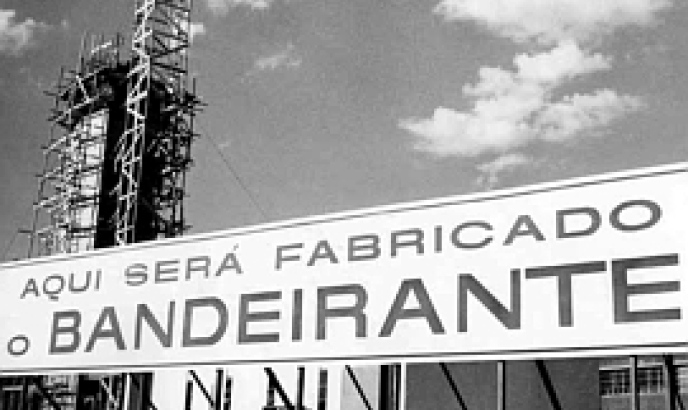 AQUI SERÁ FABRICADO
O BANDEIRANTE